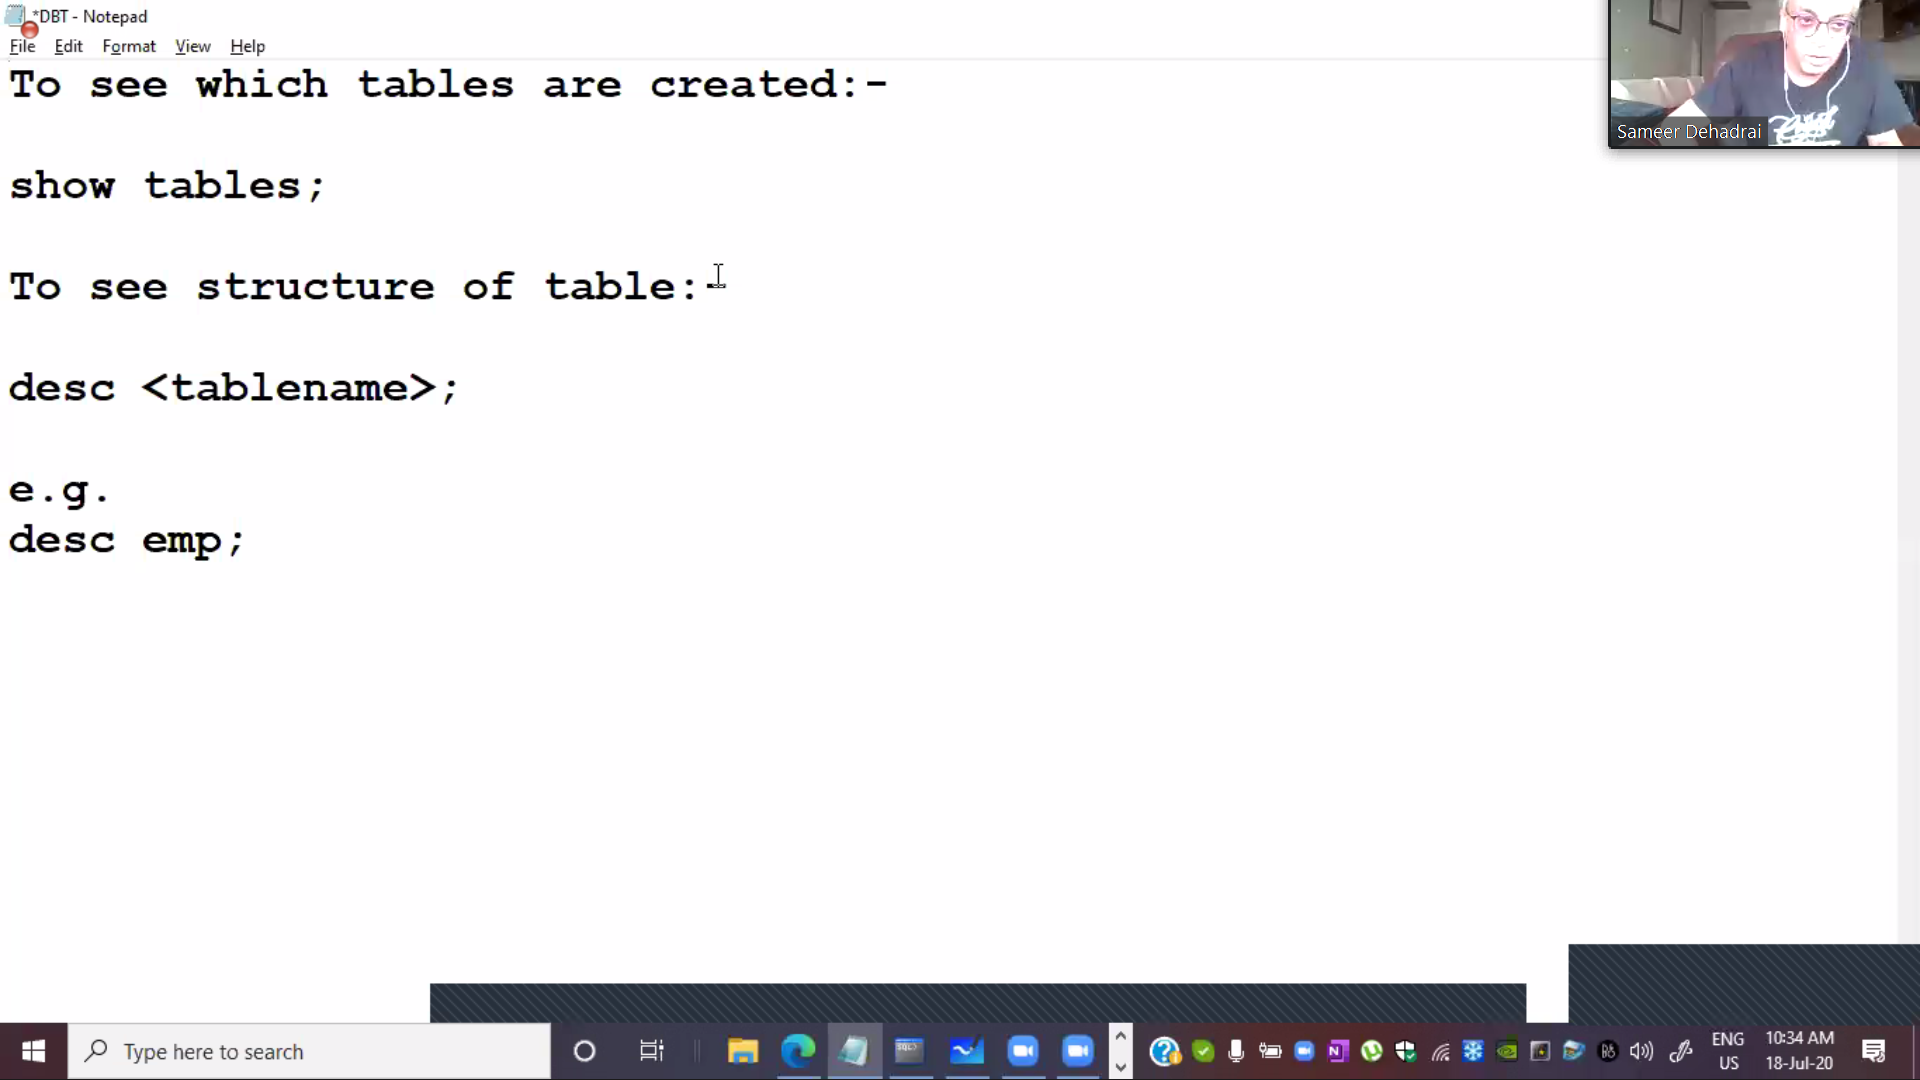 *DBT - Notepad
File Edit Format View Help
Sameer Dehadrai
To see which tables are created:-
show tables;
To see structure of table:-
desc <tablename>;
e.g.
desc emp;
Type here to search
ENG
US
10:34 AM
18-Jul-20